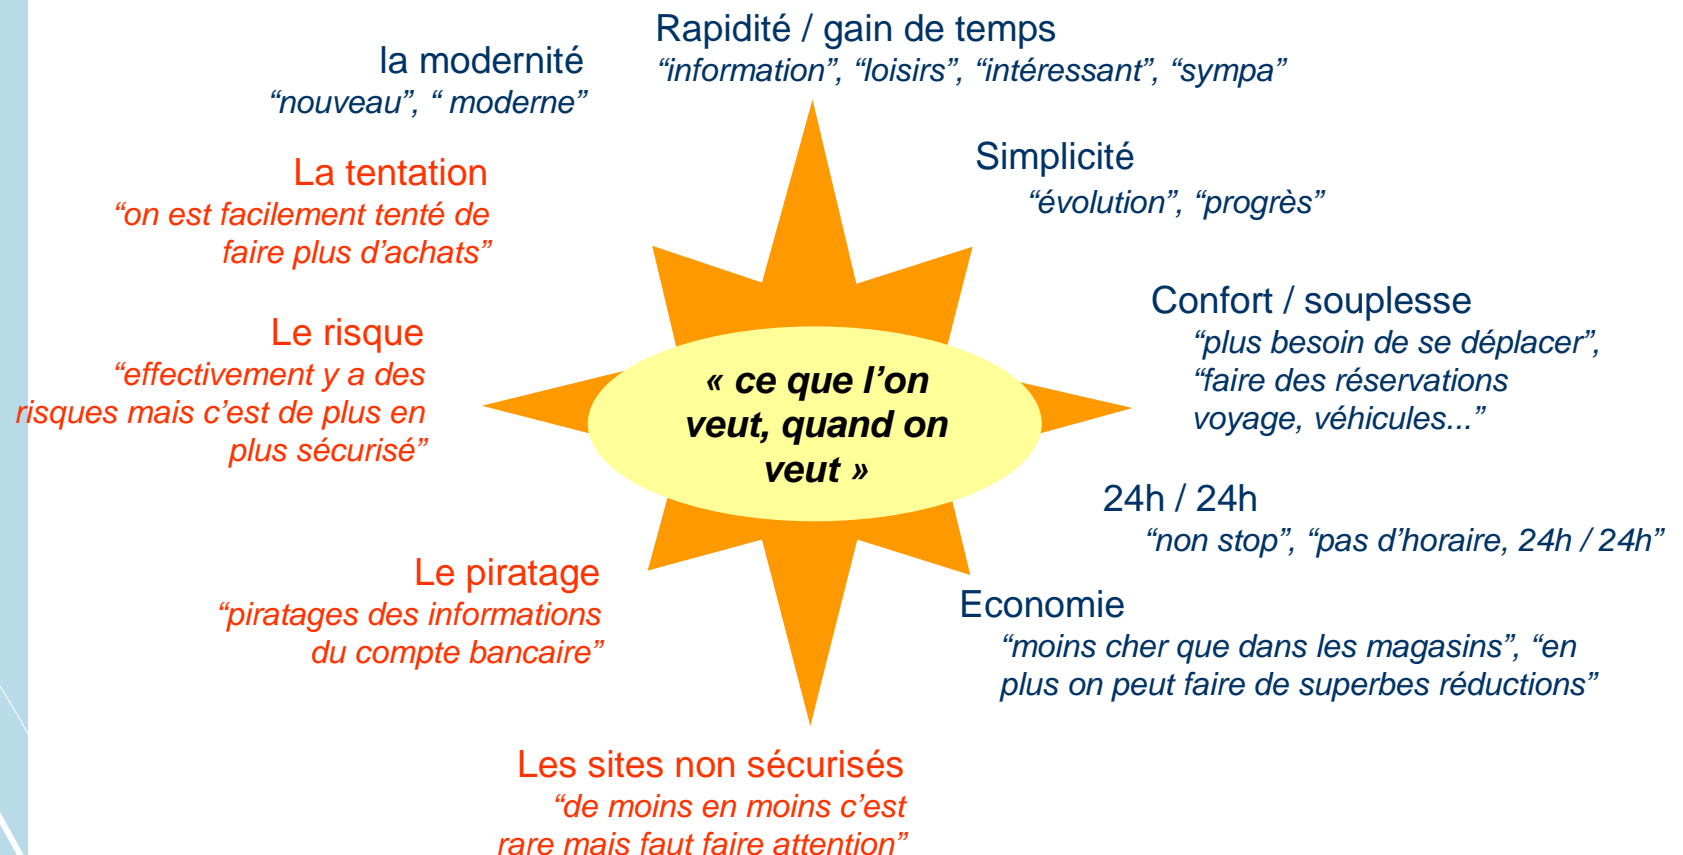 Rapidité / gain de temps
“information”, “loisirs”, “intéressant”, “sympa”
la modernité
“nouveau”, “ moderne”
Simplicité
“évolution”, “progrès”
La tentation
“on est facilement tenté de
faire plus d’achats”
Confort / souplesse
“plus besoin de se déplacer”,
“faire des réservations
voyage, véhicules...”
Le risque
“effectivement y a des
risques mais c’est de plus en
plus sécurisé”
« ce que l’on
veut, quand on
veut »
24h / 24h
“non stop”, “pas d’horaire, 24h / 24h”
Le piratage
“piratages des informations
du compte bancaire”
Economie
“moins cher que dans les magasins”, “en
plus on peut faire de superbes réductions”
Les sites non sécurisés
“de moins en moins c’est
rare mais faut faire attention”